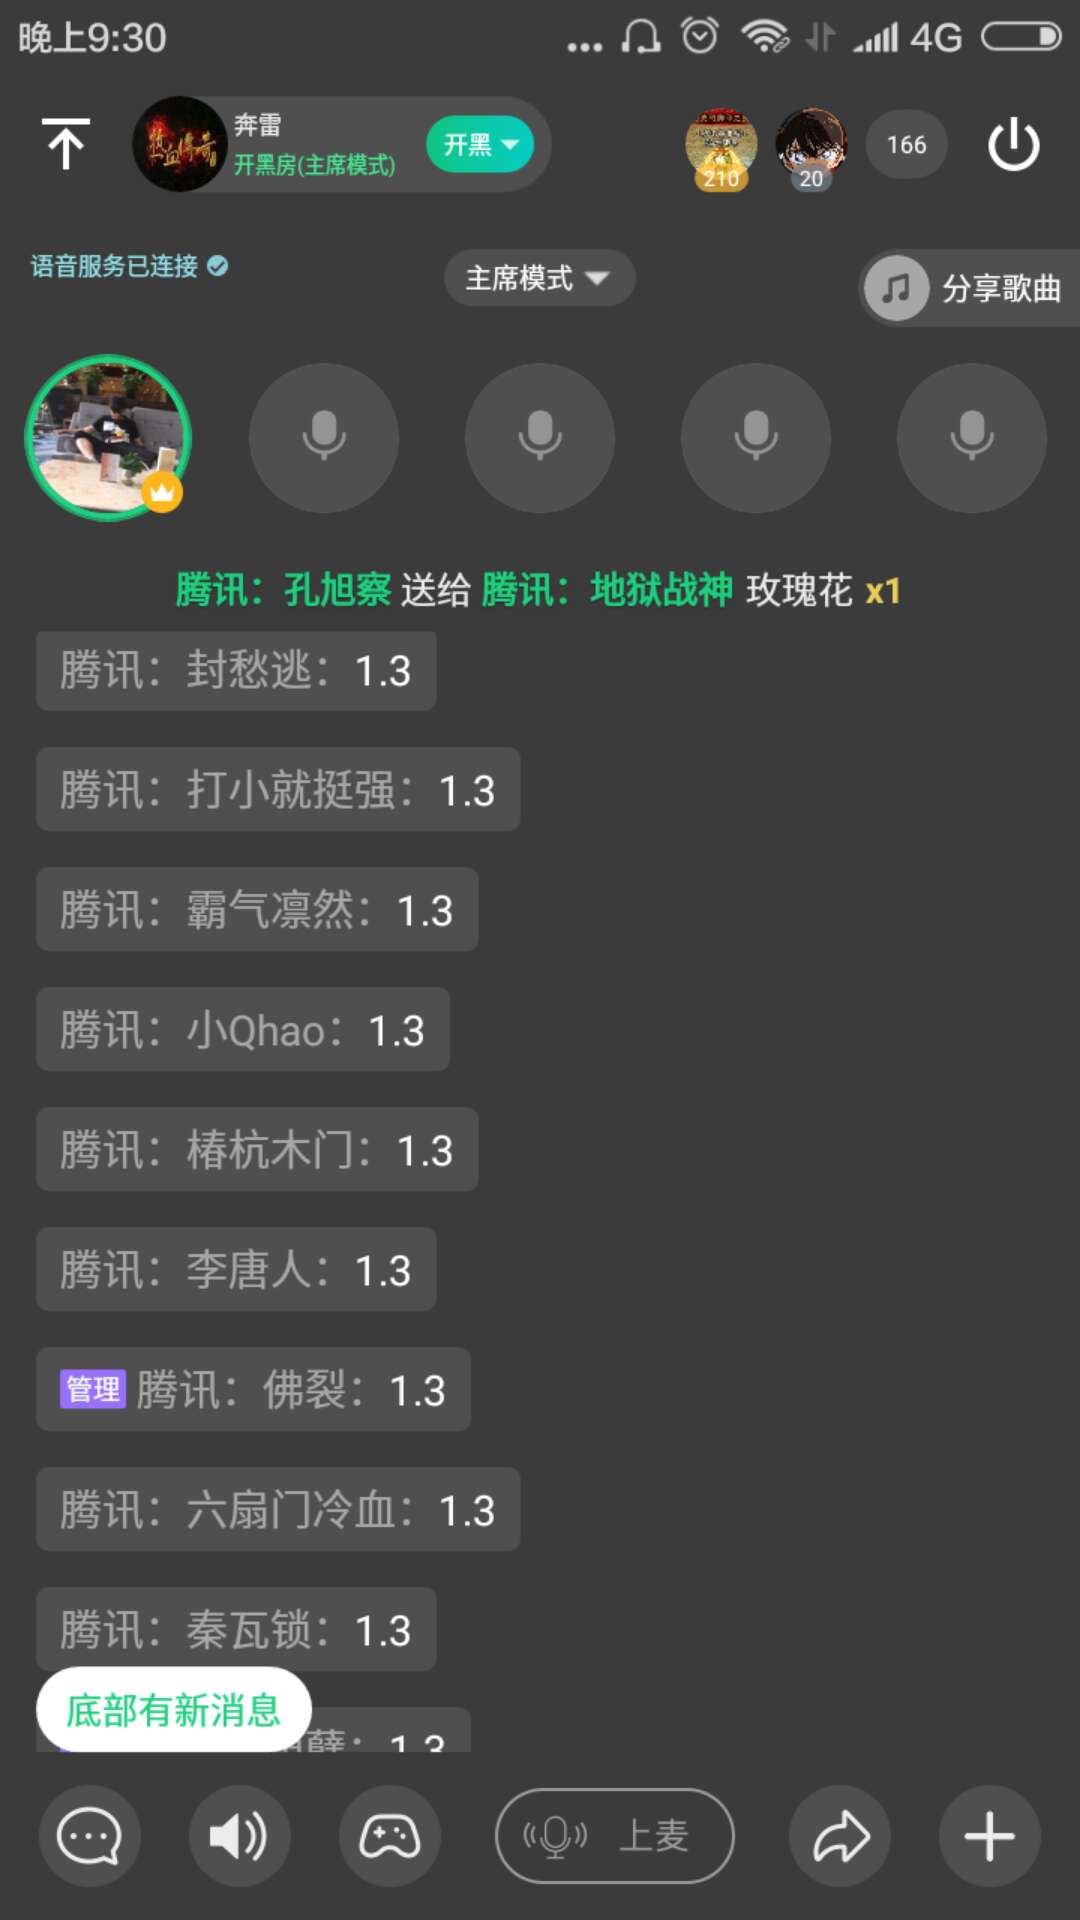 晚上9:30
4G
奔雷
开黑房(主席模式)
开黑
210
20
166
语音服务已连接
主席模式
分享歌曲
腾讯：孔旭察 送给 腾讯：地狱战神 玫瑰花 x1
腾讯：封愁逃：1.3
腾讯：打小就挺强：1.3
腾讯：霸气凛然：1.3
腾讯：小Qhao：1.3
腾讯：椿杭木门：1.3
腾讯：李唐人：1.3
管理 腾讯：佛裂：1.3
腾讯：六扇门冷血：1.3
腾讯：秦瓦锁：1.3
底部有新消息
1.3
上麦